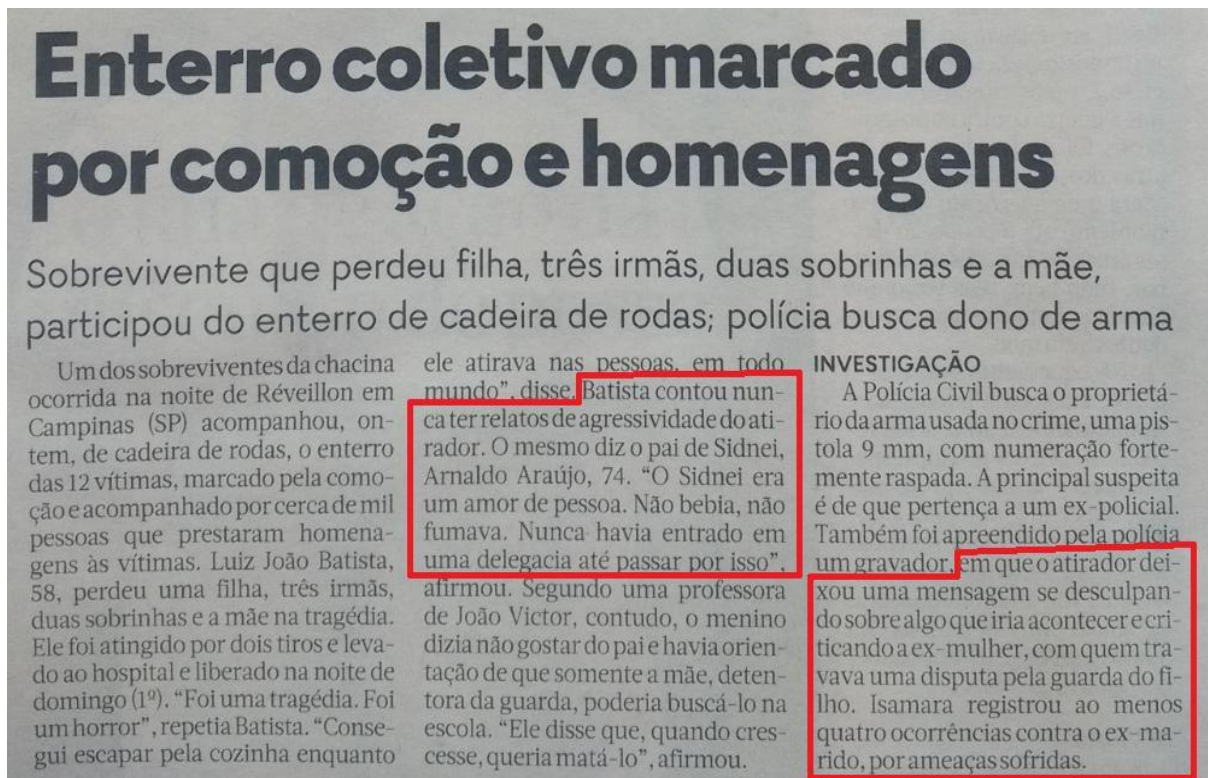 Enterro coletivo marcado
por comoção e homenagens
Sobrevivente que perdeu filha, três irmãs, duas sobrinhas e a mãe,
participou do enterro de cadeira de rodas; polícia busca dono de arma
Um dos sobreviventes da chacina
ocorrida na noite de Réveillon em
Campinas (SP) acompanhou, on-
tem, de cadeira de rodas, o enterro
das 12 vítimas, marcado pela como-
ção e acompanhado por cerca de mil
pessoas que prestaram homena-
gens às vítimas. Luiz João Batista,
58, perdeu uma filha, três irmãs,
duas sobrinhas e a mãe na tragédia.
Ele foi atingido por dois tiros e leva-
do ao hospital e liberado na noite de
domingo (1º). “Foi uma tragédia. Foi
um horror”, repetia Batista. “Conse-
gui escapar pela cozinha enquanto
ele atirava nas pessoas, em todo
mundo”, disse. Batista contou nun-
ca ter relatos de agressividade do ati-
rador. O mesmo diz o pai de Sidnei,
Arnaldo Araújo, 74. “O Sidnei era
um amor de pessoa. Não bebia, não
fumava. Nunca havia entrado em
uma delegacia até passar por isso”,
afirmou. Segundo uma professora
de João Victor, contudo, o menino
dizia não gostar do pai e havia orien-
tação de que somente a mãe, deten-
tora da guarda, poderia buscá-lo na
escola. “Ele disse que, quando cres-
cesse, queria matá-lo”, afirmou.
INVESTIGAÇÃO
A Polícia Civil busca o proprietá-
rio da arma usada no crime, uma pis-
tola 9 mm, com numeração forte-
mente raspada. A principal suspeita
é de que pertença a um ex-policial.
Também foi apreendido pela polícia
um gravador, em que o atirador dei-
xou uma mensagem se desculpan-
do sobre algo que iria acontecer e cri-
ticando a ex-mulher, com quem tra-
vava uma disputa pela guarda do fi-
lho. Isamara registrou ao menos
quatro ocorrências contra o ex-ma-
rido, por ameaças sofridas.